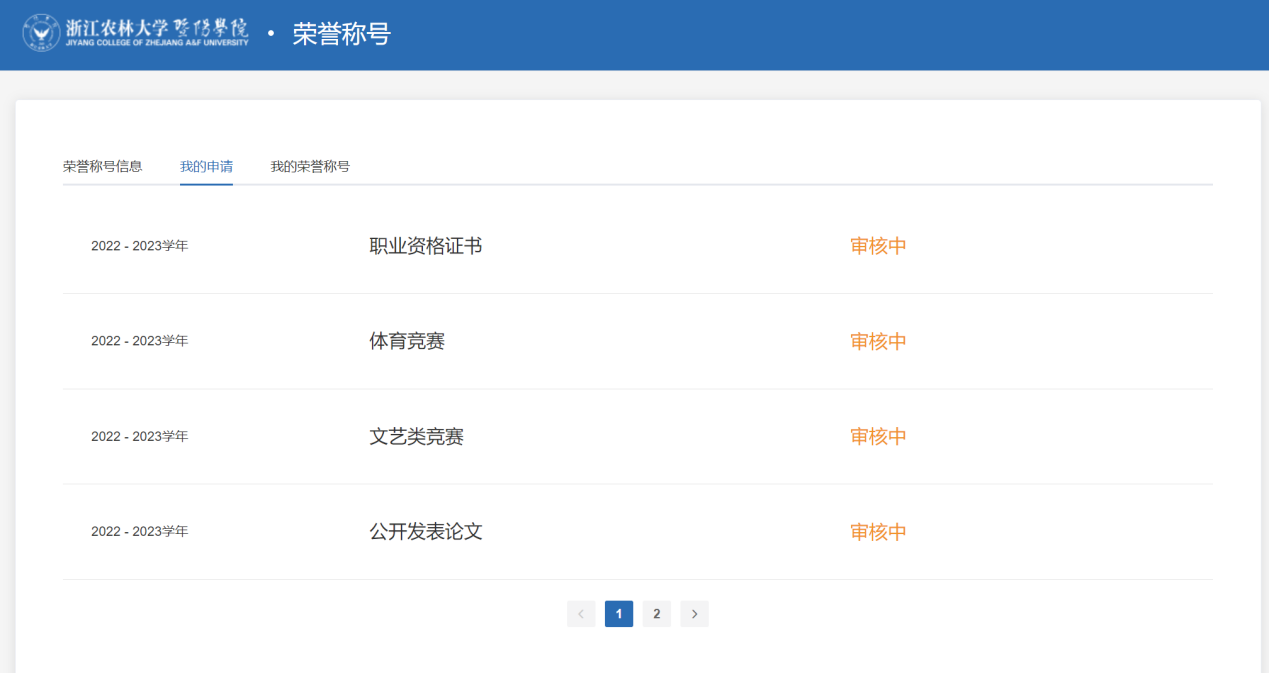 浙江农林大学 暨阳學院 • 荣誉称号
JIYANG COLLEGE OF ZHEJIANG A&F UNIVERSITY
荣誉称号信息 我的申请 我的荣誉称号
2022 - 2023学年 职业资格证书 审核中
2022 - 2023学年 体育竞赛 审核中
2022 - 2023学年 文艺类竞赛 审核中
2022 - 2023学年 公开发表论文 审核中
< 1 2 >